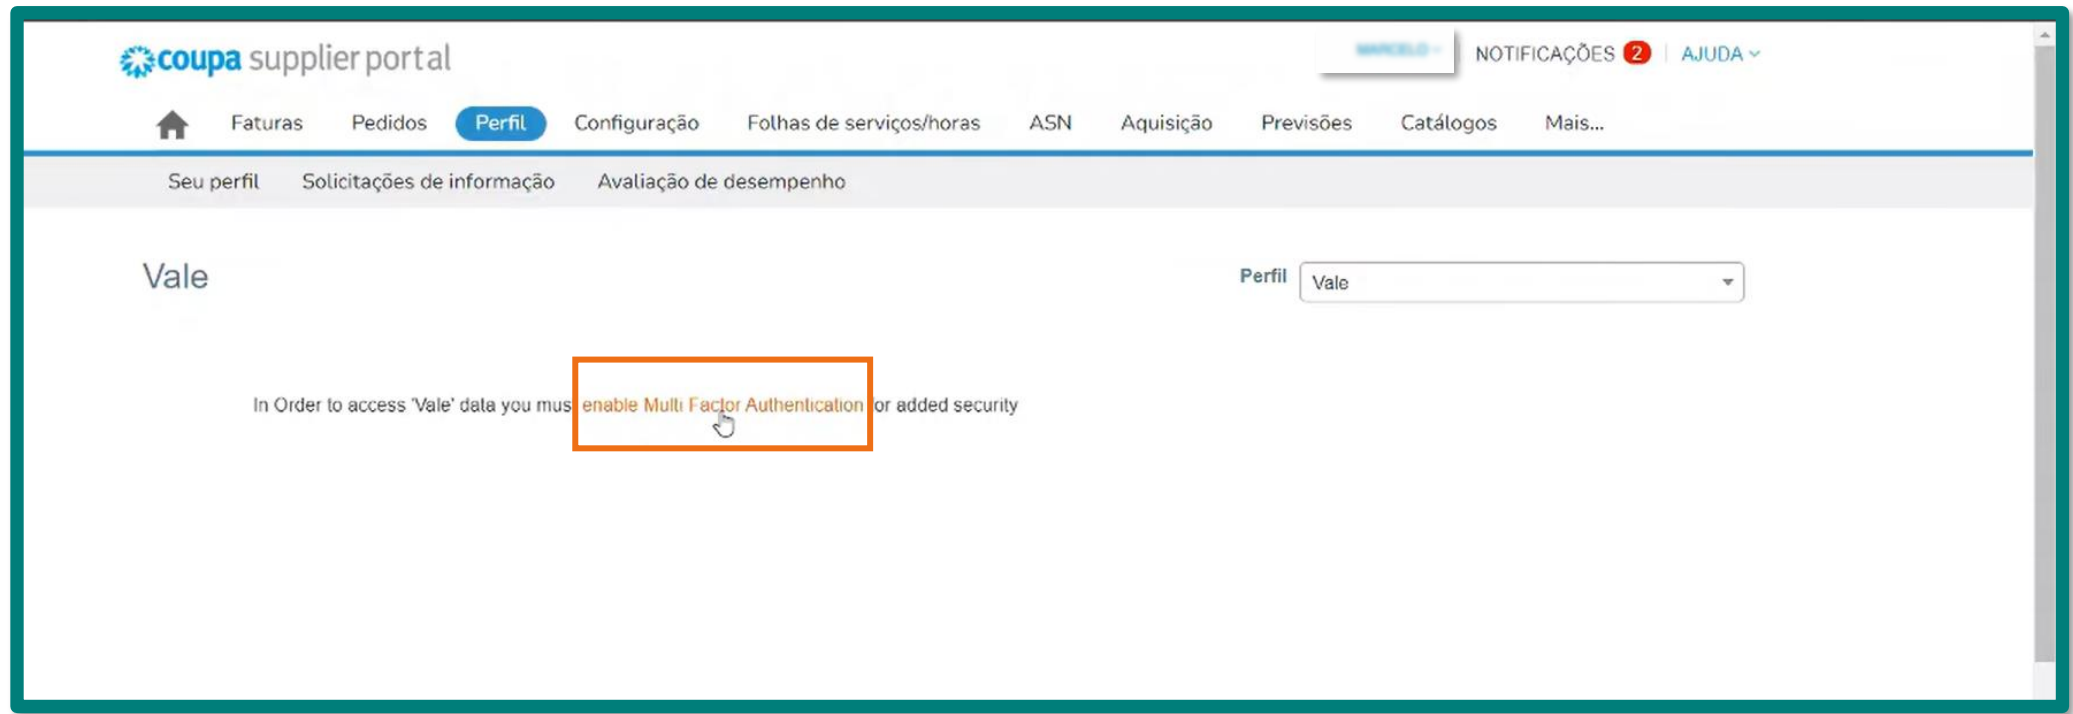 coupa supplier portal
NOTIFICAÇÕES 2 AJUDA
Faturas Pedidos Perfil Configuração Folhas de serviços/horas ASN Aquisição Previsões Catálogos Mais...
Seu perfil Solicitações de informação Avaliação de desempenho
Vale Perfil Vale
In Order to access 'Vale' data you mus enable Multi Factor Authentication or added security